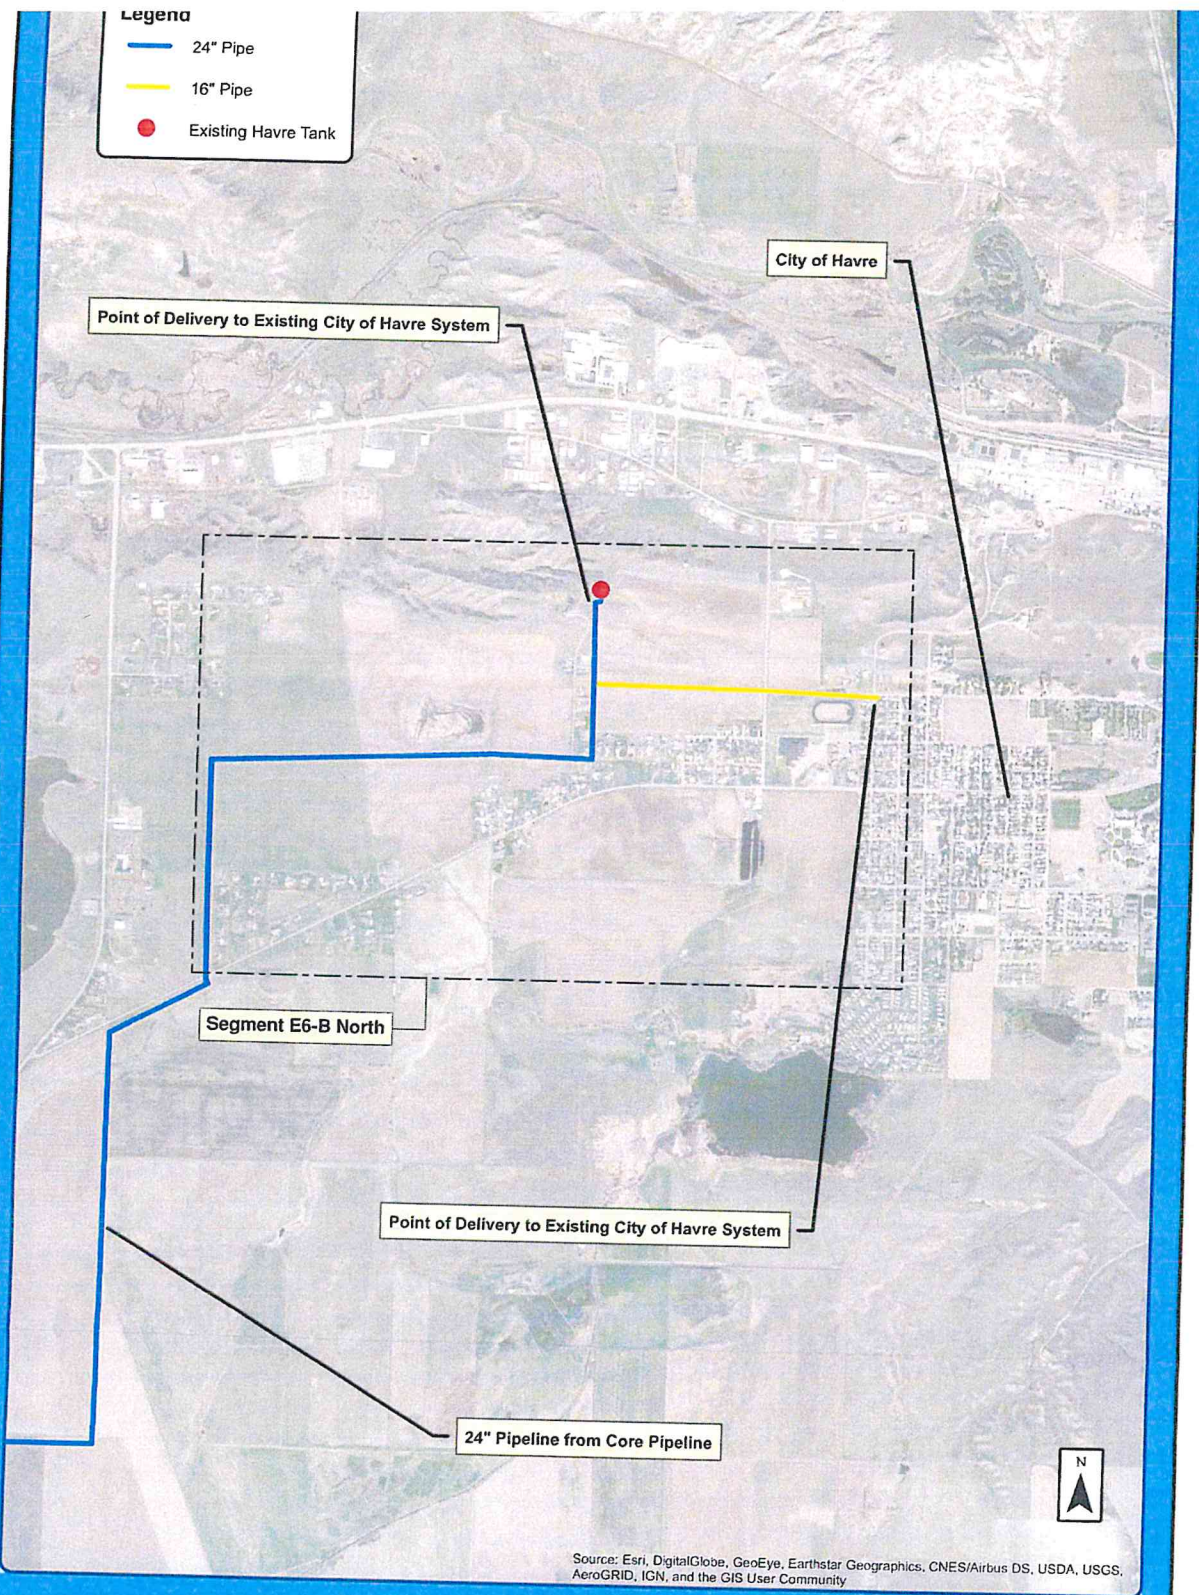 Legend
24" Pipe
16" Pipe
Existing Havre Tank
City of Havre
Point of Delivery to Existing City of Havre System
Segment E6-B North
Point of Delivery to Existing City of Havre System
24" Pipeline from Core Pipeline
N
Source: Esri, DigitalGlobe, GeoEye, Earthstar Geographics, CNES/Airbus DS, USDA, USGS,
AeroGRID, IGN, and the GIS User Community